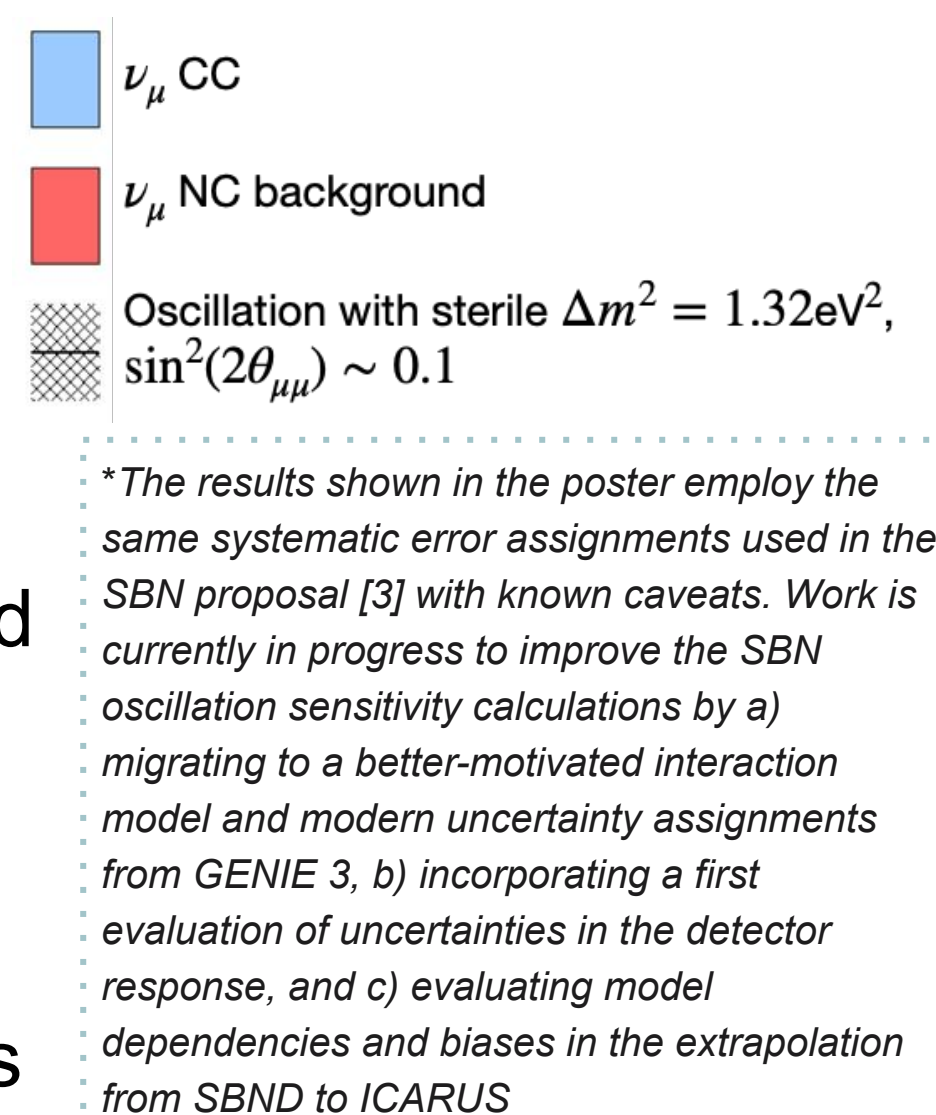 ν_μ CC
ν_μ NC background
Oscillation with sterile Δm² = 1.32eV²,
sin²(2θ_μμ) ~ 0.1
*The results shown in the poster employ the
same systematic error assignments used in the
SBN proposal [3] with known caveats. Work is
currently in progress to improve the SBN
oscillation sensitivity calculations by a)
migrating to a better-motivated interaction
model and modern uncertainty assignments
from GENIE 3, b) incorporating a first
evaluation of uncertainties in the detector
response, and c) evaluating model
dependencies and biases in the extrapolation
from SBND to ICARUS
d
s